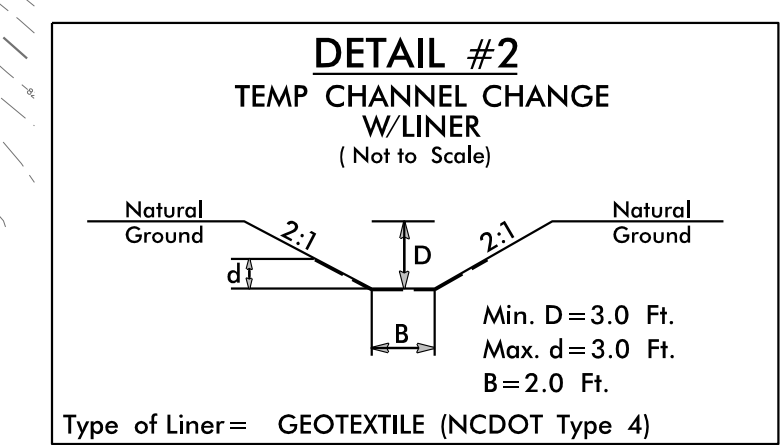 DETAIL #2
TEMP CHANNEL CHANGE
W/LINER
( Not to Scale)
Natural
Ground
2:1
D
2:1
Natural
Ground
d
B
Min. D=3.0 Ft.
Max. d=3.0 Ft.
B=2.0 Ft.
Type of Liner= GEOTEXTILE (NCDOT Type 4)